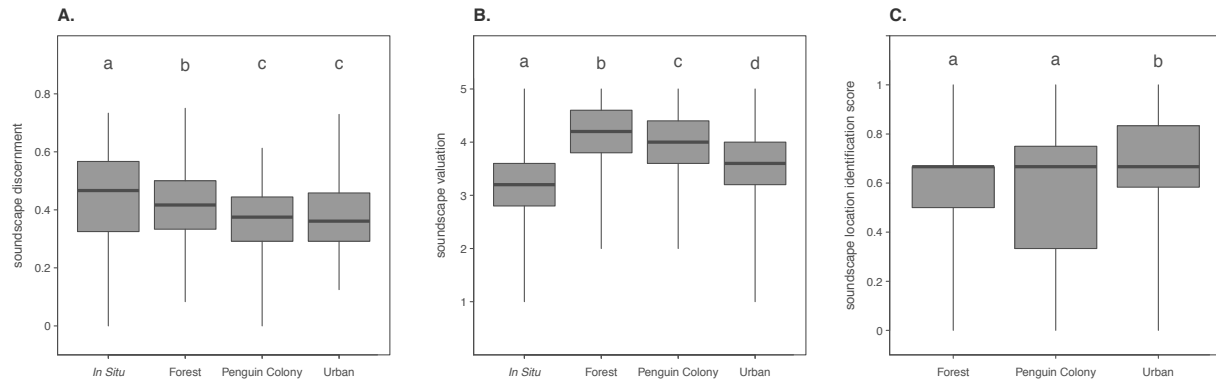 A.
a b c c
soundscape discernment
0.8
0.6
0.4
0.2
0
In Situ Forest Penguin Colony Urban
B.
a b c d
soundscape valuation
5
4
3
2
1
In Situ Forest Penguin Colony Urban
C.
a a b
soundscape location identification score
1
0.8
0.6
0.4
0.2
0
Forest Penguin Colony Urban